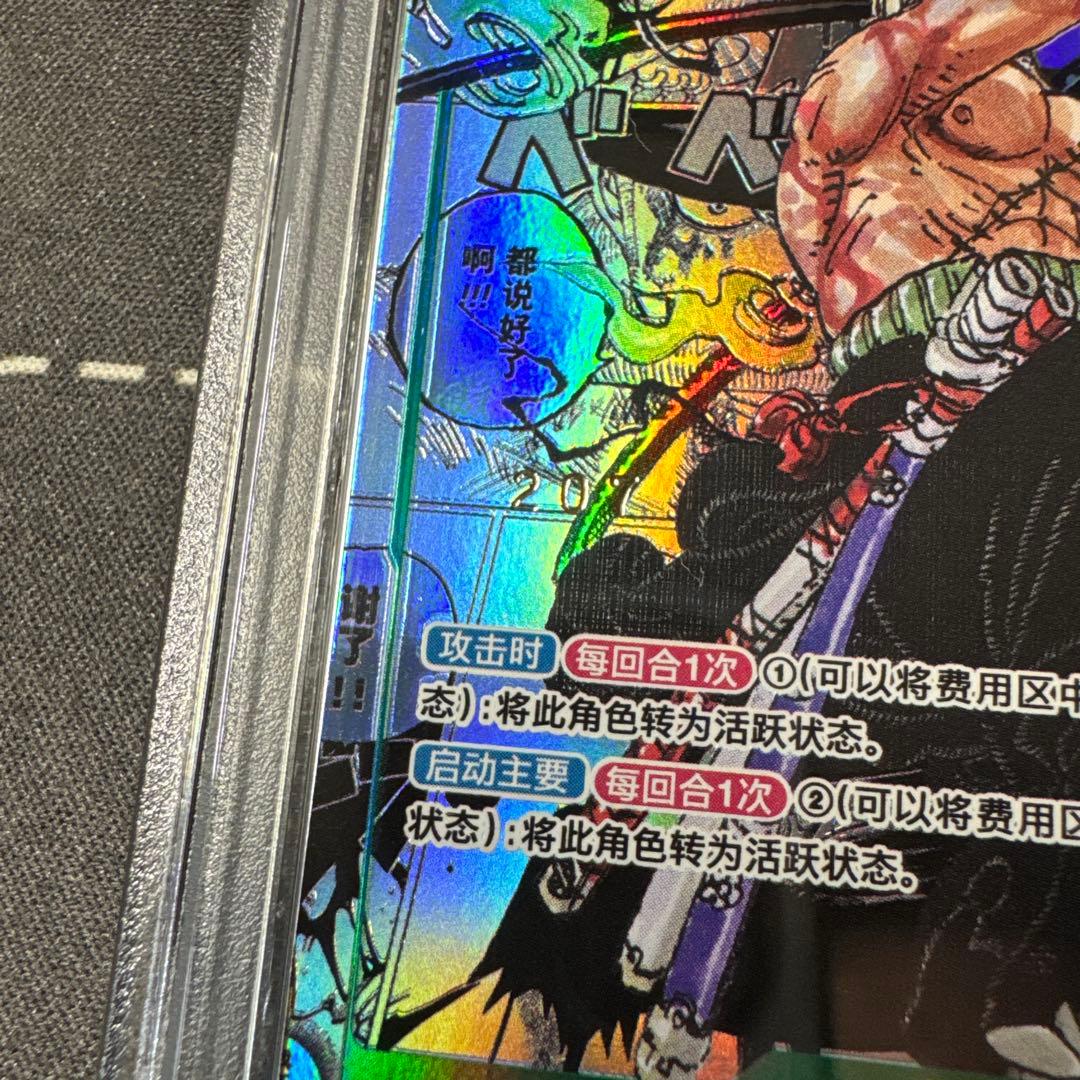 ベベ
都说好了
啊!!!
202
谢了
!!
攻击时 每回合1次 ①(可以将费用区中
态):将此角色转为活跃状态。
启动主要 每回合1次 ②(可以将费用区
状态):将此角色转为活跃状态。